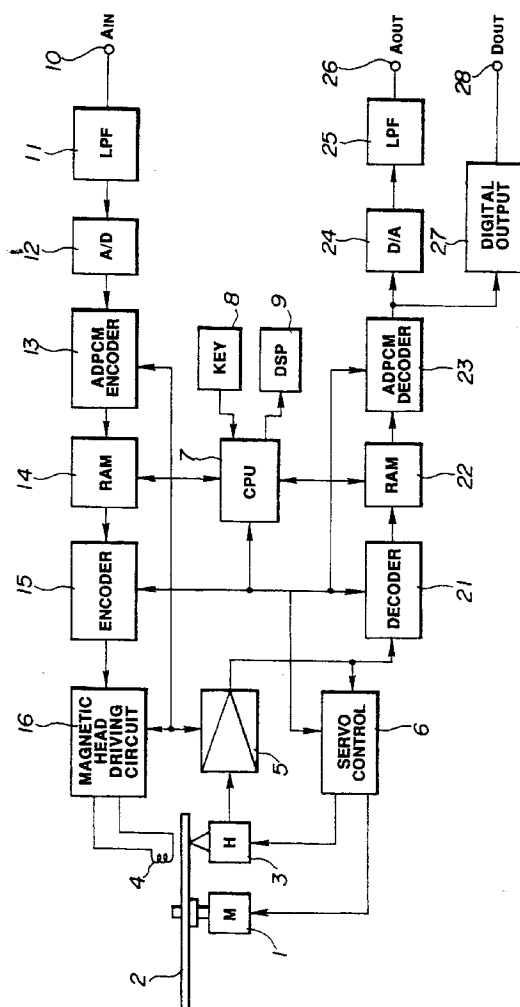 10
AIN
11
LPF
12
A/D
13
ADPCM
ENCODER
14
RAM
15
ENCODER
16
MAGNETIC
HEAD
DRIVING
CIRCUIT
4
2
8
KEY
9
DSP
7
CPU
5
H
3
M
1
SERVO
CONTROL
6
DECODER
21
RAM
22
ADPCM
DECODER
23
D/A
24
LPF
25
AOUT
26
DIGITAL
OUTPUT
27
DOUT
28